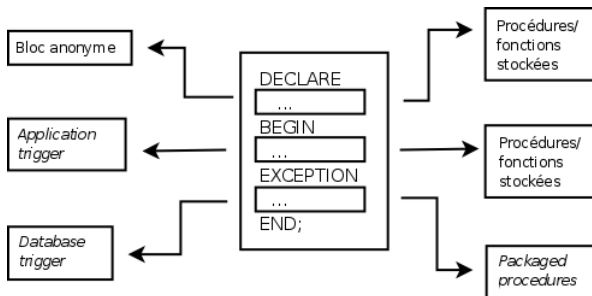 Bloc anonyme
Application
trigger
Database
trigger
DECLARE
...
BEGIN
...
EXCEPTION
...
END;
Procédures/
fonctions
stockées
Procédures/
fonctions
stockées
Packaged
procedures